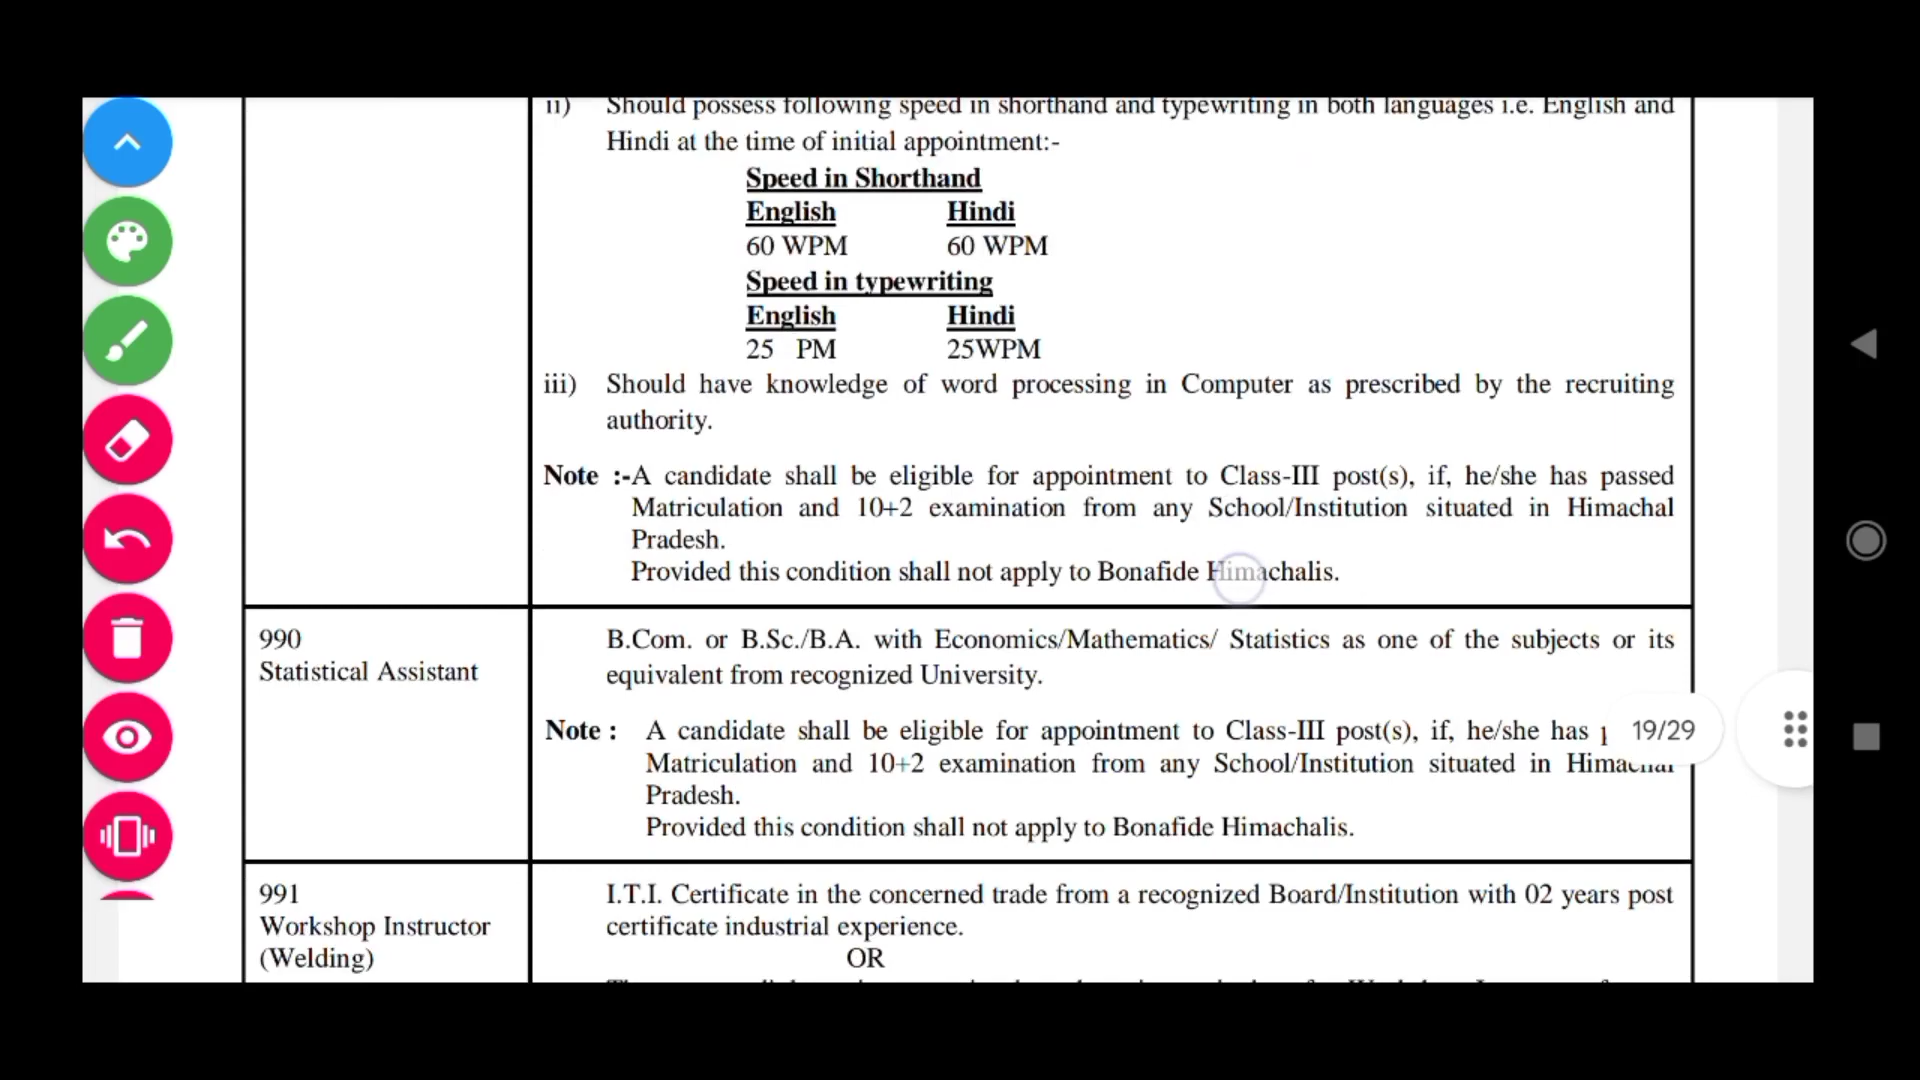 ii) Should possess following speed in shorthand and typewriting in both languages i.e. English and
Hindi at the time of initial appointment:-
Speed in Shorthand
English Hindi
60 WPM 60 WPM
Speed in typewriting
English Hindi
25 PM 25WPM
iii) Should have knowledge of word processing in Computer as prescribed by the recruiting
authority.
Note :-A candidate shall be eligible for appointment to Class-III post(s), if, he/she has passed
Matriculation and 10+2 examination from any School/Institution situated in Himachal
Pradesh.
Provided this condition shall not apply to Bonafide Himachalis.
990
Statistical Assistant
B.Com. or B.Sc./B.A. with Economics/Mathematics/ Statistics as one of the subjects or its
equivalent from recognized University.
Note : A candidate shall be eligible for appointment to Class-III post(s), if, he/she has
Matriculation and 10+2 examination from any School/Institution situated in Himachal
Pradesh.
Provided this condition shall not apply to Bonafide Himachalis.
19/29
991
Workshop Instructor
(Welding)
I.T.I. Certificate in the concerned trade from a recognized Board/Institution with 02 years post
certificate industrial experience.
OR